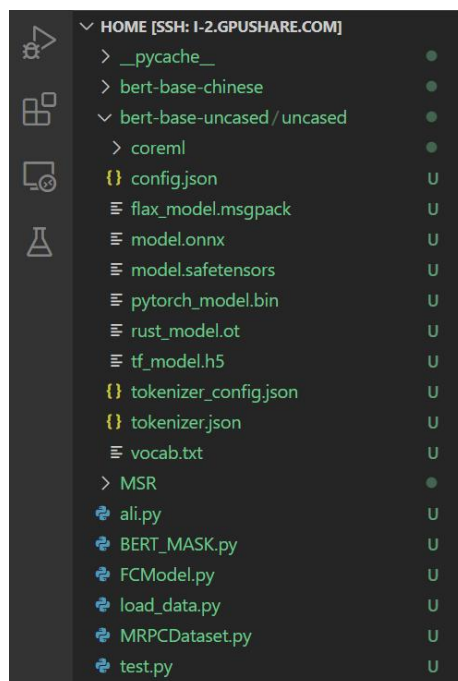 HOME [SSH: I-2.GPUSHARE.COM]
__pycache__
bert-base-chinese
bert-base-uncased / uncased
coreml
{} config.json U
flax_model.msgpack U
model.onnx U
model.safetensors U
pytorch_model.bin U
rust_model.ot U
tf_model.h5 U
{} tokenizer_config.json U
{} tokenizer.json U
vocab.txt U
MSR
ali.py U
BERT_MASK.py U
FCModel.py U
load_data.py U
MRPCDataset.py U
test.py U